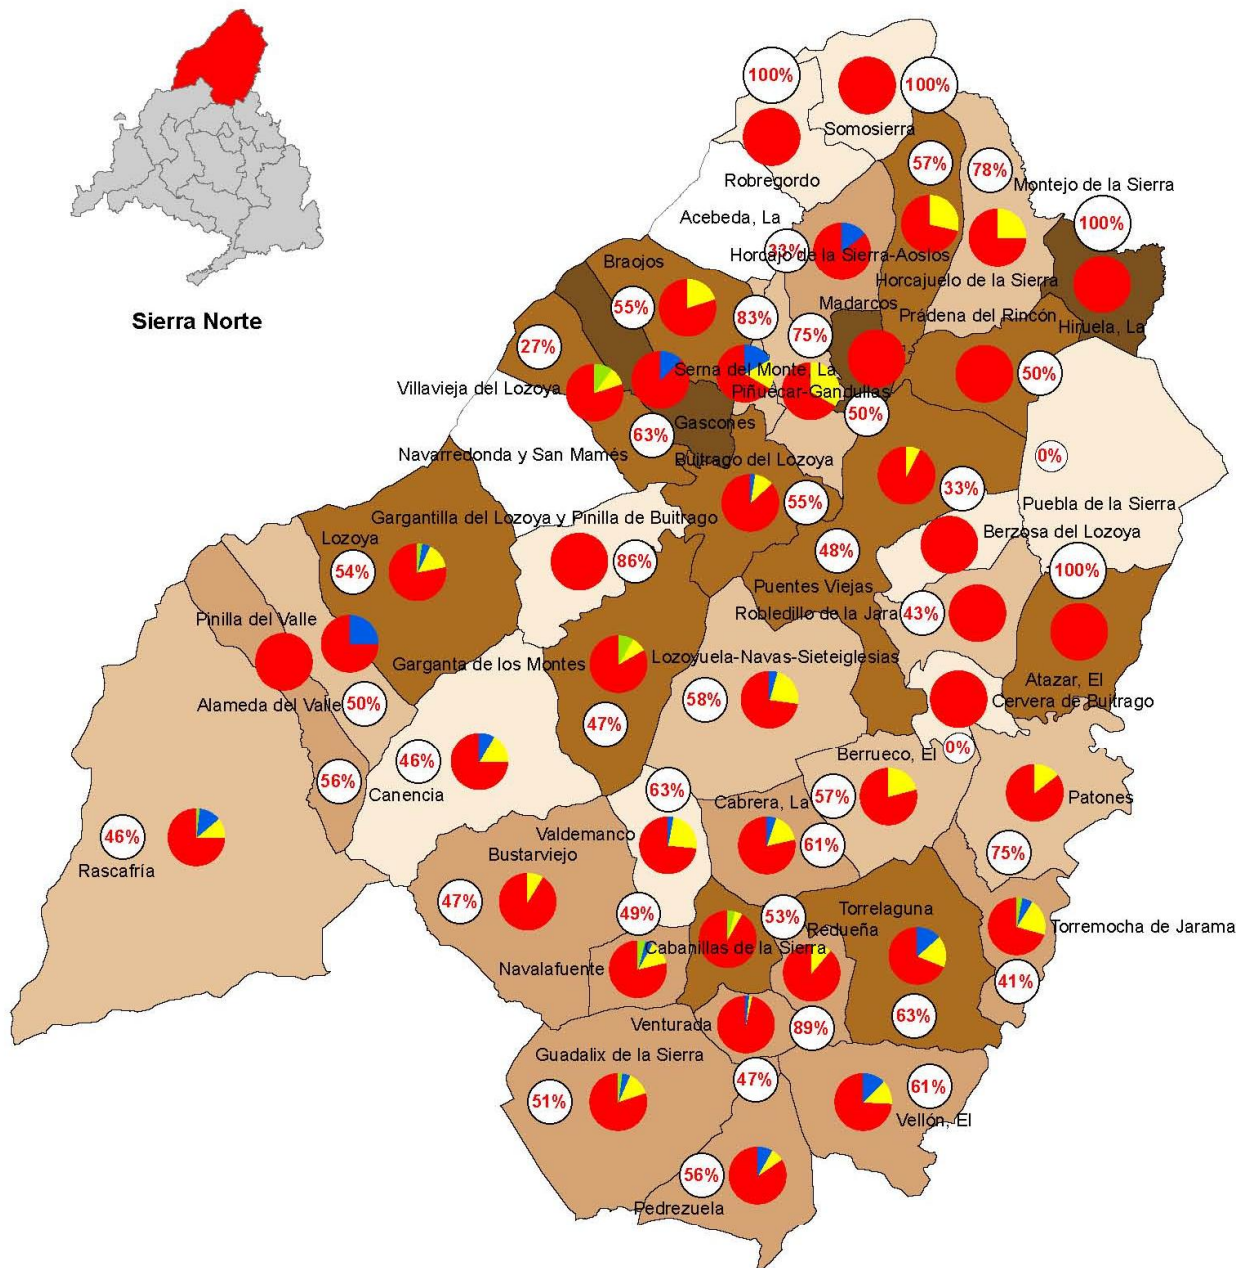 100%
100%
Somosierra
Robregordo
57%
78%
Montejo de la Sierra
100%
Acebeda, La
33%
Horcajo de la Sierra-Aoslos
Braojos
Horcajuelo de la Sierra
Sierra Norte
55%
83%
Madarcos
Prádena del Rincón
Hiruela, La
27%
75%
Serna del Monte, La
Villavieja del Lozoya
Piñuécar-Gandullas
50%
50%
Gascones
63%
Navarredonda y San Mamés
Buitrago del Lozoya
0%
33%
Puebla de la Sierra
55%
Gargantilla del Lozoya y Pinilla de Buitrago
Berzosa del Lozoya
Lozoya
54%
86%
48%
100%
Puentes Viejas
Robledillo de la Jara
43%
Pinilla del Valle
Garganta de los Montes
Lozoyuela-Navas-Sieteiglesias
Atazar, El
Alameda del Valle
50%
58%
Cervera de Buitrago
47%
0%
46%
Berrueco, El
56%
Canencia
63%
Cabrera, La
57%
Patones
46%
Valdemanco
61%
75%
Rascafría
Bustarviejo
47%
49%
53%
Torrelaguna
Redueña
Torremocha de Jarama
Cabanillas de la Sierra
Navalafuente
41%
Venturada
89%
63%
Guadalix de la Sierra
47%
61%
51%
Vellón, El
56%
Pedrezuela